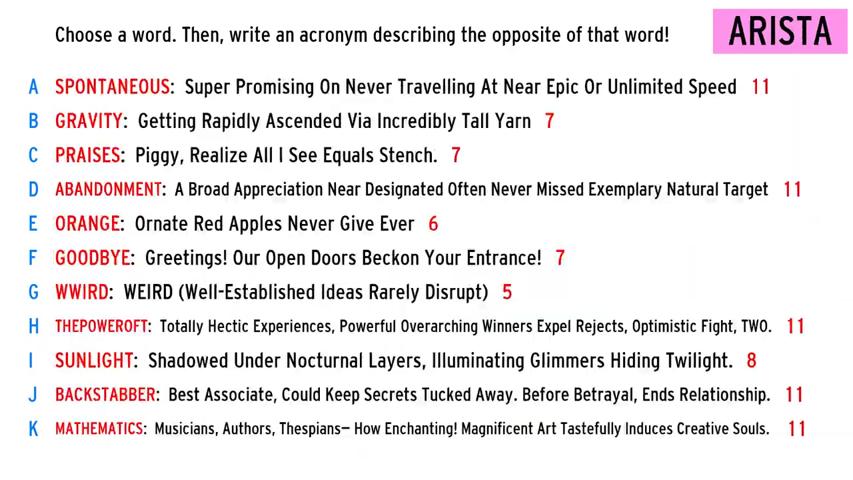 Choose a word. Then, write an acronym describing the opposite of that word!
ARISTA
A SPONTANEOUS: Super Promising On Never Travelling At Near Epic Or Unlimited Speed 11
B GRAVITY: Getting Rapidly Ascended Via Incredibly Tall Yarn 7
C PRAISES: Piggy, Realize All I See Equals Stench. 7
D ABANDONMENT: A Broad Appreciation Near Designated Often Never Missed Exemplary Natural Target 11
E ORANGE: Ornate Red Apples Never Give Ever 6
F GOODBYE: Greetings! Our Open Doors Beckon Your Entrance! 7
G WWIRD: WEIRD (Well-Established Ideas Rarely Disrupt) 5
H THEPOWEROFT: Totally Hectic Experiences, Powerful Overarching Winners Expel Rejects, Optimistic Fight, TWO. 11
I SUNLIGHT: Shadowed Under Nocturnal Layers, Illuminating Glimmers Hiding Twilight. 8
J BACKSTABBER: Best Associate, Could Keep Secrets Tucked Away. Before Betrayal, Ends Relationship. 11
K MATHEMATICS: Musicians, Authors, Thespians— How Enchanting! Magnificent Art Tastefully Induces Creative Souls. 11